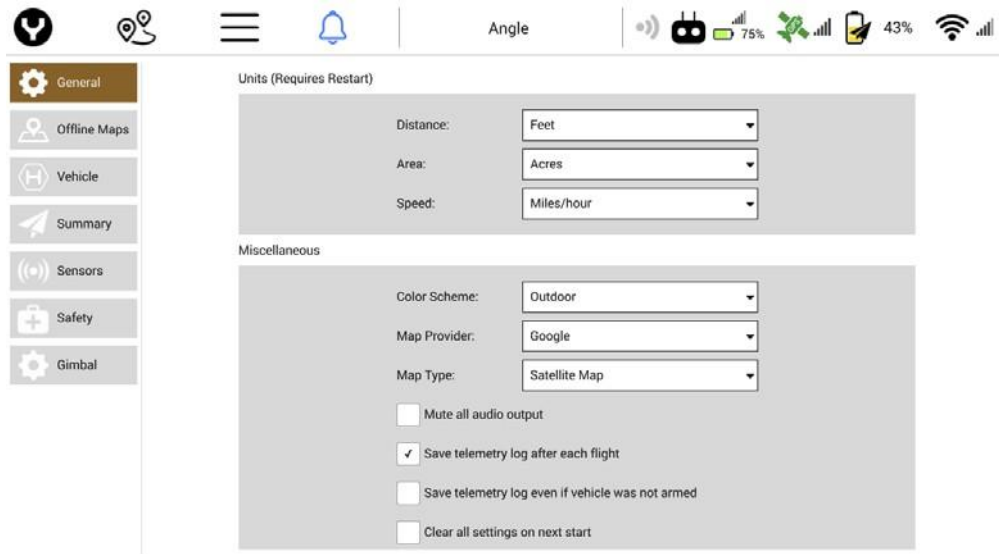 Angle
75%
43%
General
Offline Maps
Vehicle
Summary
Sensors
Safety
Gimbal
Units (Requires Restart)
Distance: Feet
Area: Acres
Speed: Miles/hour
Miscellaneous
Color Scheme: Outdoor
Map Provider: Google
Map Type: Satellite Map
Mute all audio output
Save telemetry log after each flight
Save telemetry log even if vehicle was not armed
Clear all settings on next start